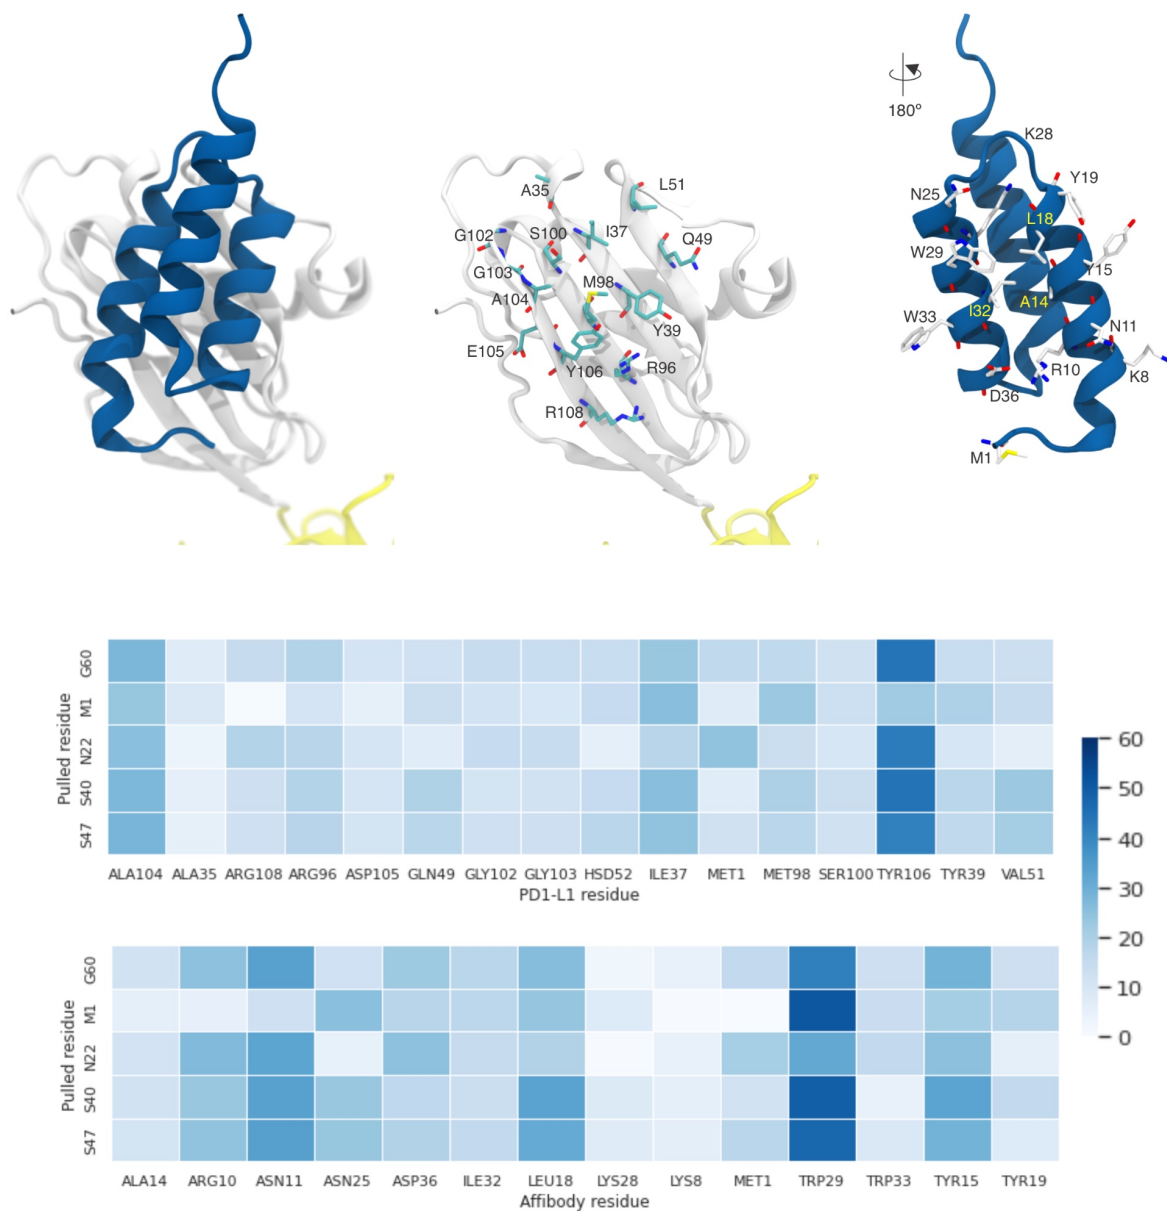 180°
K28
A35
L51
N25
Y19
L18
G102
S100
I37
Q49
W29
Y15
G103
M98
A104
I32
A14
W33
N11
Y39
E105
Y106
R96
R10
K8
D36
R108
M1
Pulled residue
G60
M1
N22
S40
S47
ALA104 ALA35 ARG108 ARG96 ASP105 GLN49 GLY102 GLY103 HSD52 ILE37 MET1 MET98 SER100 TYR106 TYR39 VAL51
PD1-L1 residue
60
50
40
30
20
10
0
Pulled residue
G60
M1
N22
S40
S47
ALA14 ARG10 ASN11 ASN25 ASP36 ILE32 LEU18 LYS28 LYS8 MET1 TRP29 TRP33 TYR15 TYR19
Affibody residue